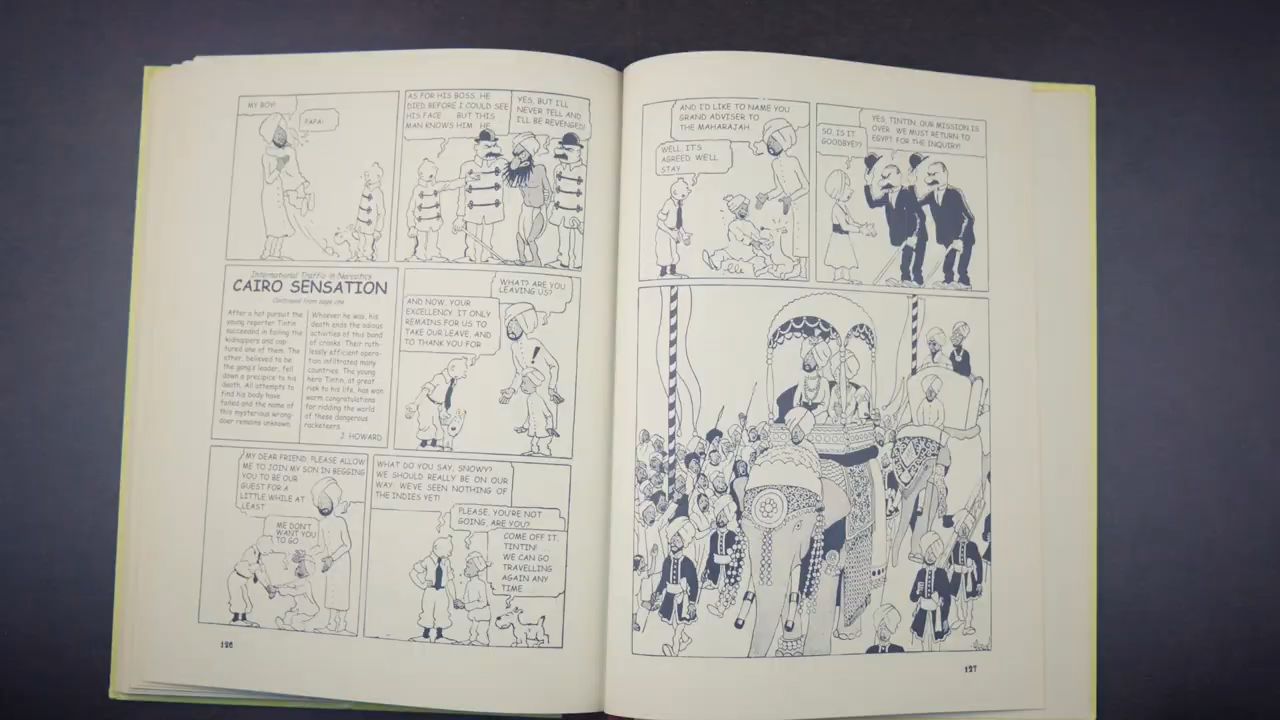 MY BOY!
PAPA!
AS FOR HIS BOSS, HE
DIED BEFORE I COULD SEE
HIS FACE BUT THIS
MAN KNOWS HIM HE
YES, BUT I'LL
NEVER TELL AND
I'LL BE REVENGED!
International Traffic in Narcotics
CAIRO SENSATION
Continued from page one
After a hot pursuit the
young reporter Tintin
succeeded in foiling the
kidnappers and cap-
tured one of them. The
other, believed to be
the gang's leader, fell
down a precipice to his
death. All attempts to
find his body have
failed and the name of
this mysterious wrong-
doer remains unknown
Whoever he was, his
death ends the odious
activities of this band
of crooks. Their ruth-
lessly efficient opera-
tion infiltrated many
countries. The young
hero Tintin, at great
risk to his life, has won
warm congratulations
for ridding the world
of these dangerous
racketeers.
J. HOWARD
WHAT? ARE YOU
LEAVING US?
AND NOW, YOUR
EXCELLENCY, IT ONLY
REMAINS FOR US TO
TAKE OUR LEAVE, AND
TO THANK YOU FOR
MY DEAR FRIEND, PLEASE ALLOW
ME TO JOIN MY SON IN BEGGING
YOU TO BE OUR
GUEST FOR A
LITTLE WHILE AT
LEAST
ME DON'T
WANT YOU
TO GO
WHAT DO YOU SAY, SNOWY?
WE SHOULD REALLY BE ON OUR
WAY. WE'VE SEEN NOTHING OF
THE INDIES YET!
PLEASE, YOU'RE NOT
GOING, ARE YOU?
COME OFF IT,
TINTIN!
WE CAN GO
TRAVELLING
AGAIN ANY
TIME
126
AND I'D LIKE TO NAME YOU
GRAND ADVISER TO
THE MAHARAJAH.
WELL, IT'S
AGREED. WE'LL
STAY
SO, IS IT
GOODBYE??
YES, TINTIN, OUR MISSION IS
OVER. WE MUST RETURN TO
EGYPT FOR THE INQUIRY!
127